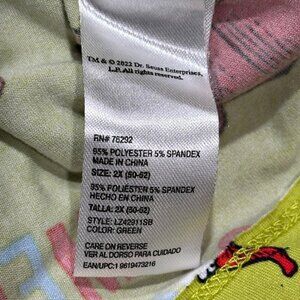 TM & © 2022 Dr. Seuss Enterprises,
L.P. All rights reserved.
RN# 76292
95% POLYESTER 5% SPANDEX
MADE IN CHINA
SIZE: 2X (50-52)
95% POLIÉSTER 5% SPANDEX
HECHO EN CHINA
TALLA: 2X (50-52)
STYLE: LZ42911SB
COLOR: GREEN
CARE ON REVERSE
VER AL DORSO PARA CUIDADO
EAN/UPC:1 9619473216